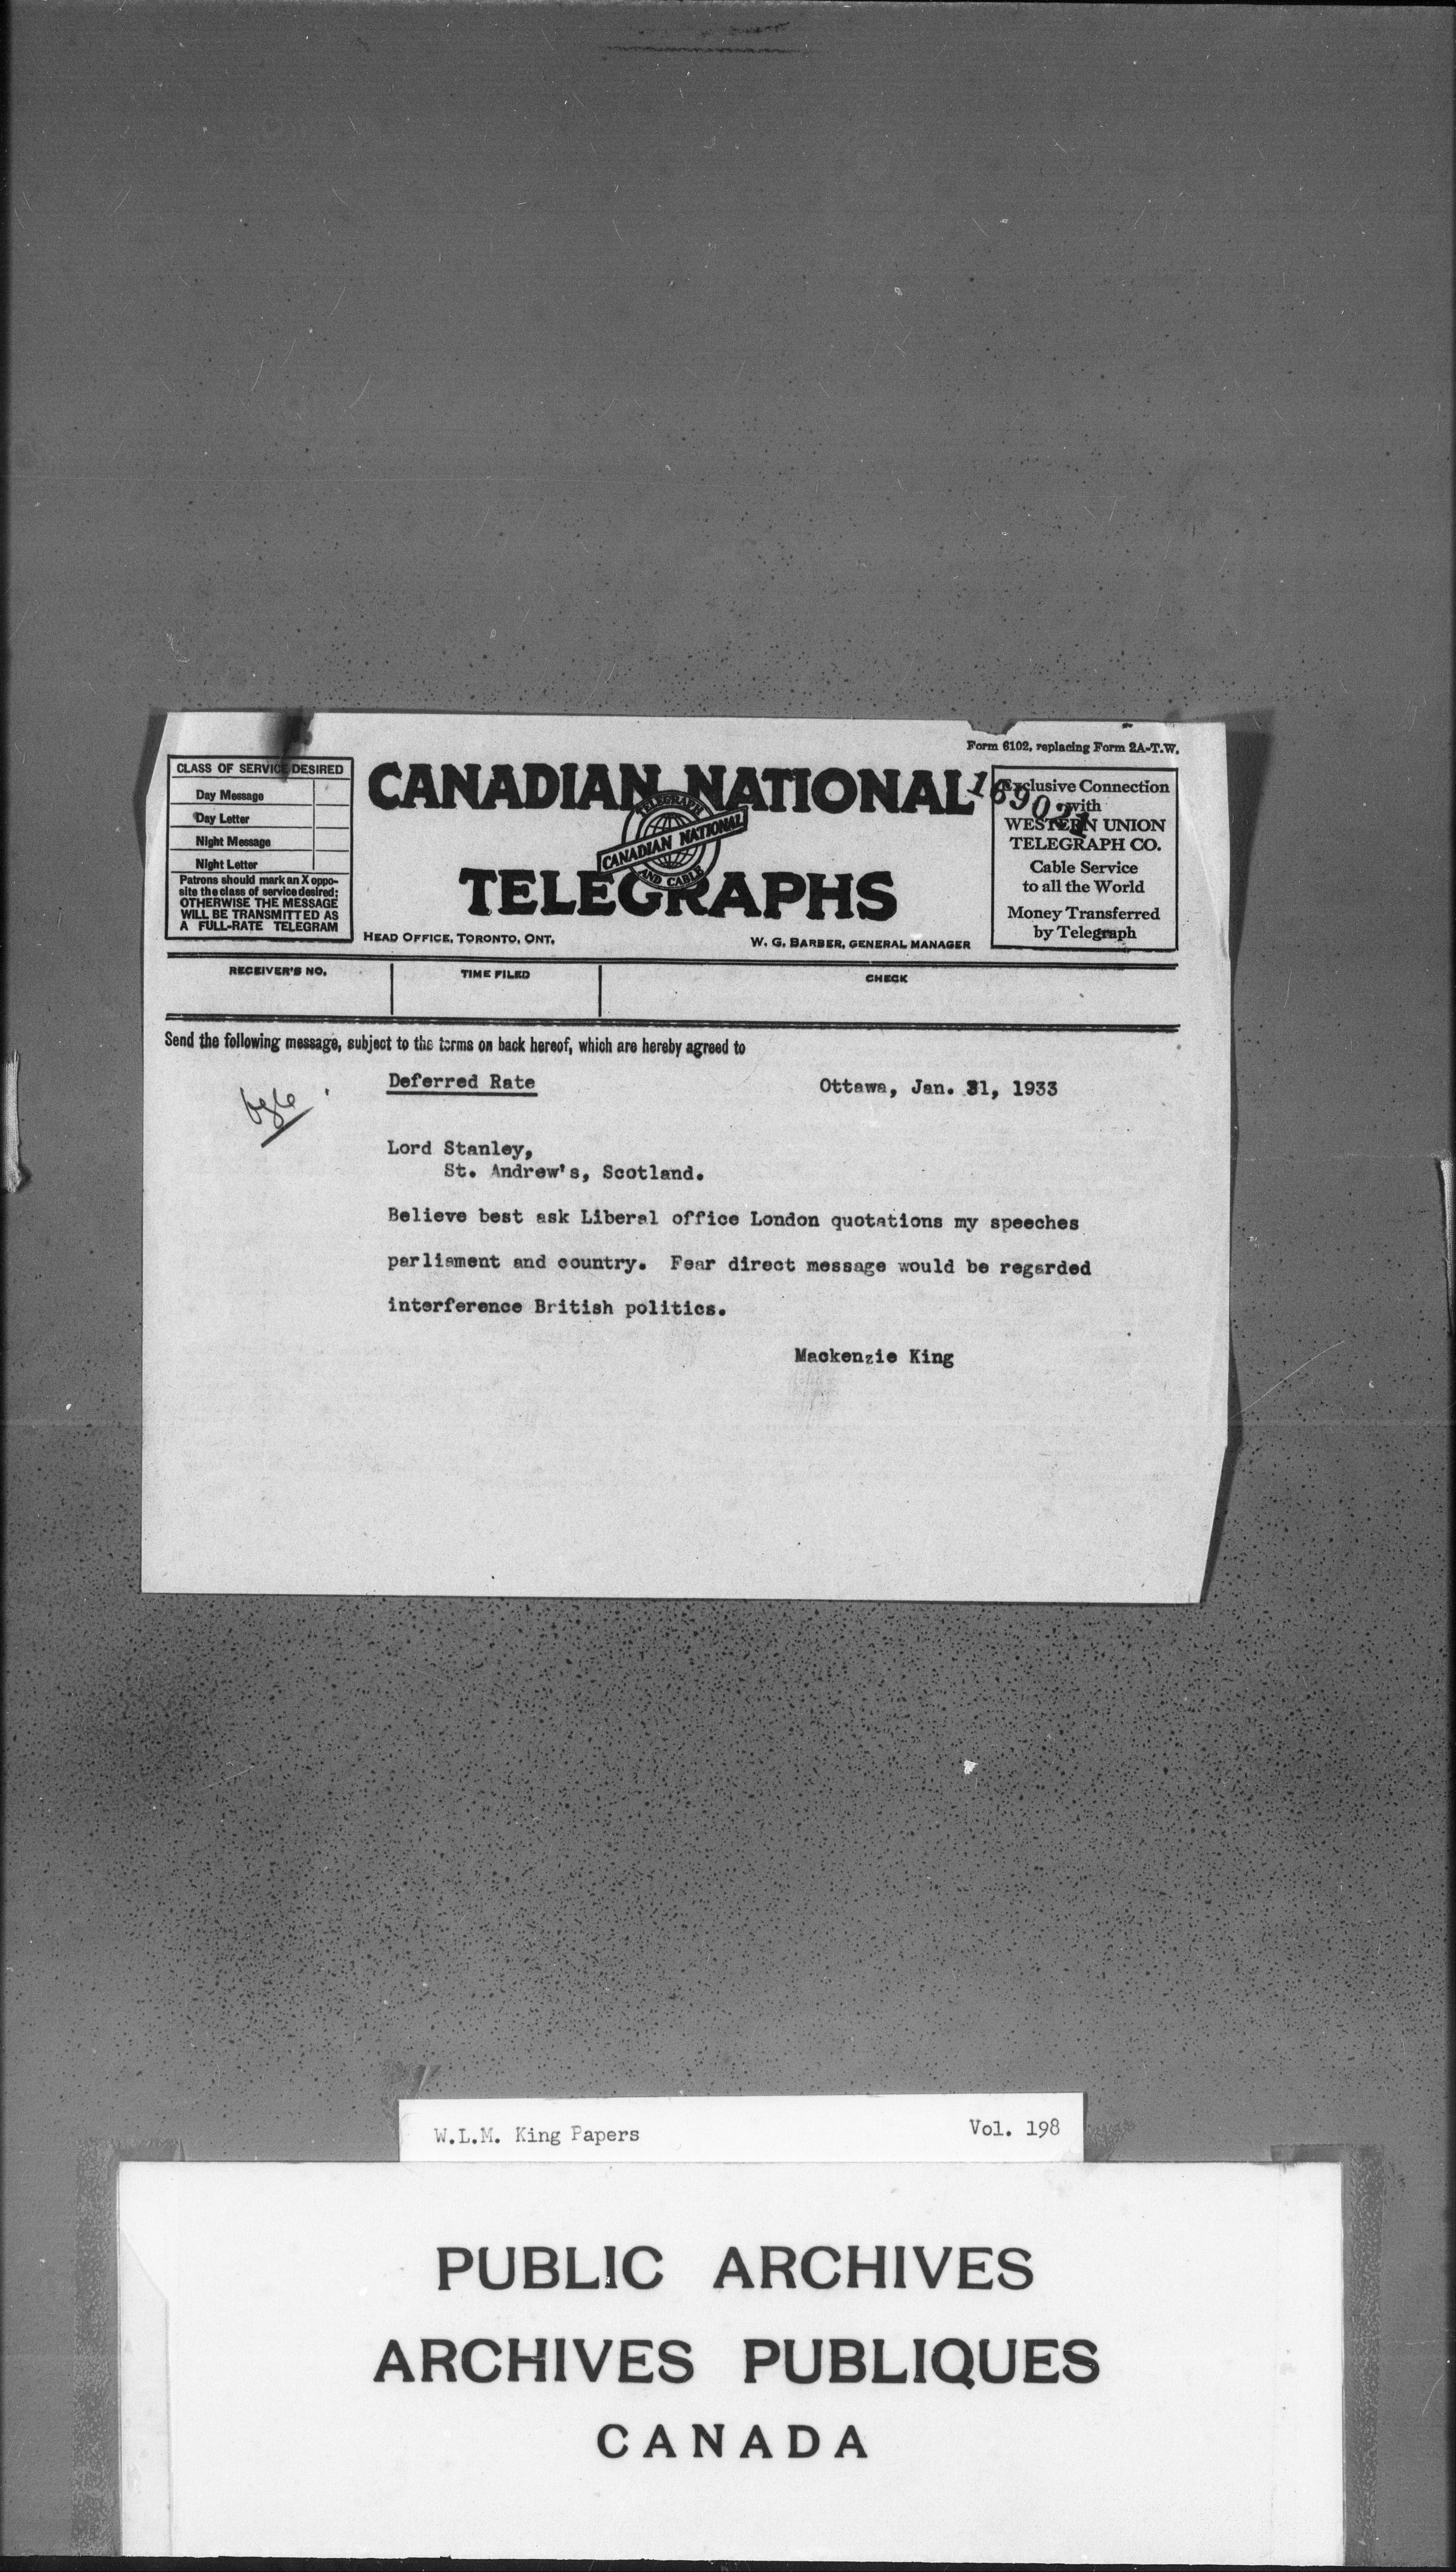 Form 6102, replacing Form 2A-T.W.
CLASS OF SERVICE DESIRED
Day Message
Day Letter
Night Message
Night Letter
Patrons should mark an X oppo-
site the class of service desired:
OTHERWISE THE MESSAGE
WILL BE TRANSMITTED AS
A FULL-RATE TELEGRAM
CANADIAN NATIONAL
TELEGRAPH
CANADIAN NATIONAL
AND CABLE
TELEGRAPHS
HEAD OFFICE, TORONTO, ONT.
W. G. BARBER, GENERAL MANAGER
Exclusive Connection
with
WESTERN UNION
TELEGRAPH CO.
Cable Service
to all the World
Money Transferred
by Telegraph
RECEIVER'S NO.
TIME FILED
CHECK
Send the following message, subject to the terms on back hereof, which are hereby agreed to
Deferred Rate
Ottawa, Jan. 31, 1933
Lord Stanley,
St. Andrew's, Scotland.
Believe best ask Liberal office London quotations my speeches
parliament and country. Fear direct message would be regarded
interference British politics.
Mackenzie King
W.L.M. King Papers
Vol. 198
PUBLIC ARCHIVES
ARCHIVES PUBLIQUES
CANADA